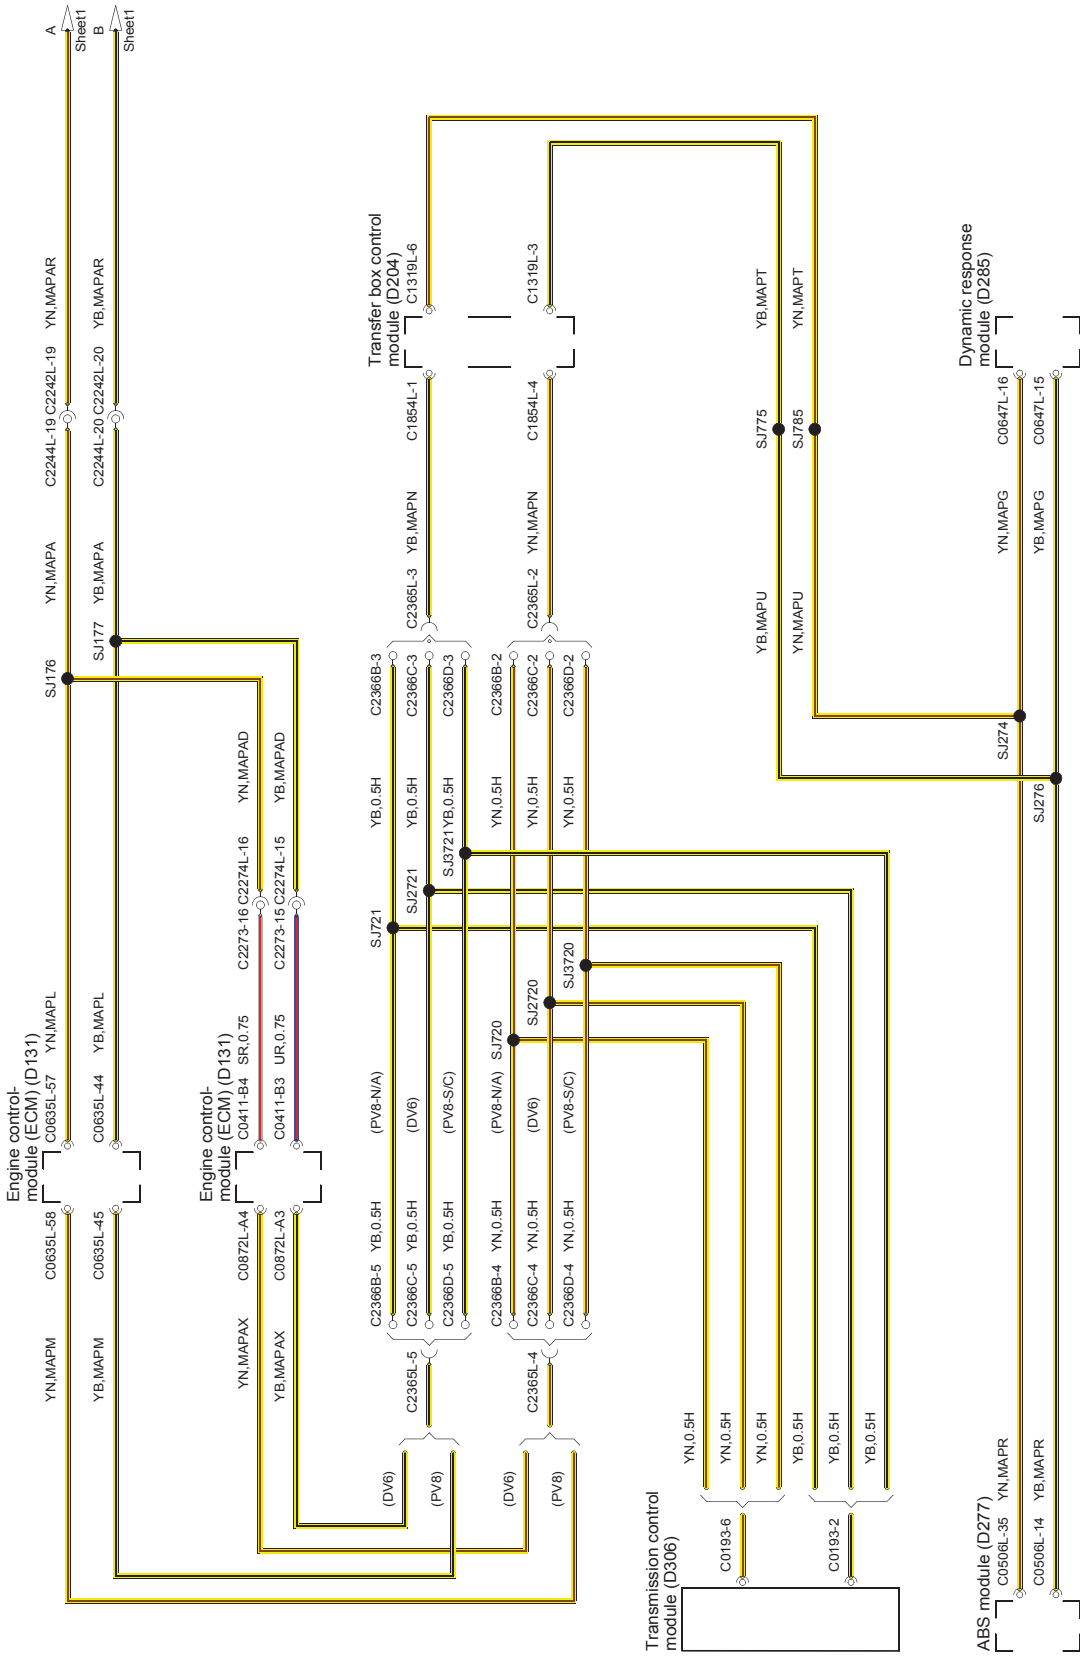 A
Sheet1
B
Sheet1
YN,MAPAR
YB,MAPAR
C2244L-19 C2242L-19
C2244L-20 C2242L-20
YN,MAPA
YB,MAPA
SJ176
SJ177
Engine control-
module (ECM) (D131)
C0635L-57 YN,MAPL
C0635L-44 YB,MAPL
C0635L-58
C0635L-45
YN,MAPM
YB,MAPM
Engine control-
module (ECM) (D131)
C0411-B4 SR,0.75
C0411-B3 UR,0.75
C2273-16 C2274L-16
C2273-15 C2274L-15
YN,MAPAD
YB,MAPAD
C0872L-A4
C0872L-A3
YN,MAPAX
YB,MAPAX
Transfer box control
module (D204)
C1319L-6
C1319L-3
C1854L-1
C1854L-4
C2365L-3 YB,MAPN
C2365L-2 YN,MAPN
C2366B-3
C2366C-3
C2366D-3
C2366B-2
C2366C-2
C2366D-2
YB,0.5H
YB,0.5H
YB,0.5H
YN,0.5H
YN,0.5H
YN,0.5H
SJ721
SJ2721
SJ3721
SJ720
SJ2720
SJ3720
(PV8-N/A)
(DV6)
(PV8-S/C)
(PV8-N/A)
(DV6)
(PV8-S/C)
C2366B-5 YB,0.5H
C2366C-5 YB,0.5H
C2366D-5 YB,0.5H
C2366B-4 YN,0.5H
C2366C-4 YN,0.5H
C2366D-4 YN,0.5H
C2365L-5
C2365L-4
(DV6)
(PV8)
(DV6)
(PV8)
YB,MAPT
YN,MAPT
SJ775
SJ785
YB,MAPU
YN,MAPU
Transmission control
module (D306)
C0193-6
C0193-2
YN,0.5H
YN,0.5H
YN,0.5H
YB,0.5H
YB,0.5H
YB,0.5H
Dynamic response
module (D285)
C0647L-16
C0647L-15
YN,MAPG
YB,MAPG
SJ274
SJ276
ABS module (D277)
C0506L-35 YN,MAPR
C0506L-14 YB,MAPR